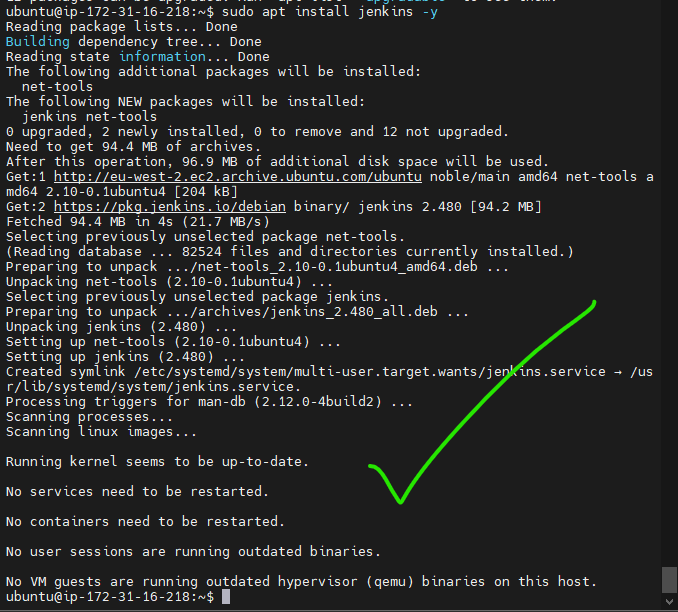 ubuntu@ip-172-31-16-218:~$ sudo apt install jenkins -y
Reading package lists... Done
Building dependency tree... Done
Reading state information... Done
The following additional packages will be installed:
  net-tools
The following NEW packages will be installed:
  jenkins net-tools
0 upgraded, 2 newly installed, 0 to remove and 12 not upgraded.
Need to get 94.4 MB of archives.
After this operation, 96.9 MB of additional disk space will be used.
Get:1 http://eu-west-2.ec2.archive.ubuntu.com/ubuntu noble/main amd64 net-tools a
md64 2.10-0.1ubuntu4 [204 kB]
Get:2 https://pkg.jenkins.io/debian binary/ jenkins 2.480 [94.2 MB]
Fetched 94.4 MB in 4s (21.7 MB/s)
Selecting previously unselected package net-tools.
(Reading database ... 82524 files and directories currently installed.)
Preparing to unpack .../net-tools_2.10-0.1ubuntu4_amd64.deb ...
Unpacking net-tools (2.10-0.1ubuntu4) ...
Selecting previously unselected package jenkins.
Preparing to unpack .../archives/jenkins_2.480_all.deb ...
Unpacking jenkins (2.480) ...
Setting up net-tools (2.10-0.1ubuntu4) ...
Setting up jenkins (2.480) ...
Created symlink /etc/systemd/system/multi-user.target.wants/jenkins.service → /us
r/lib/systemd/system/jenkins.service.
Processing triggers for man-db (2.12.0-4build2) ...
Scanning processes...
Scanning linux images...
Running kernel seems to be up-to-date.
No services need to be restarted.
No containers need to be restarted.
No user sessions are running outdated binaries.
No VM guests are running outdated hypervisor (qemu) binaries on this host.
ubuntu@ip-172-31-16-218:~$